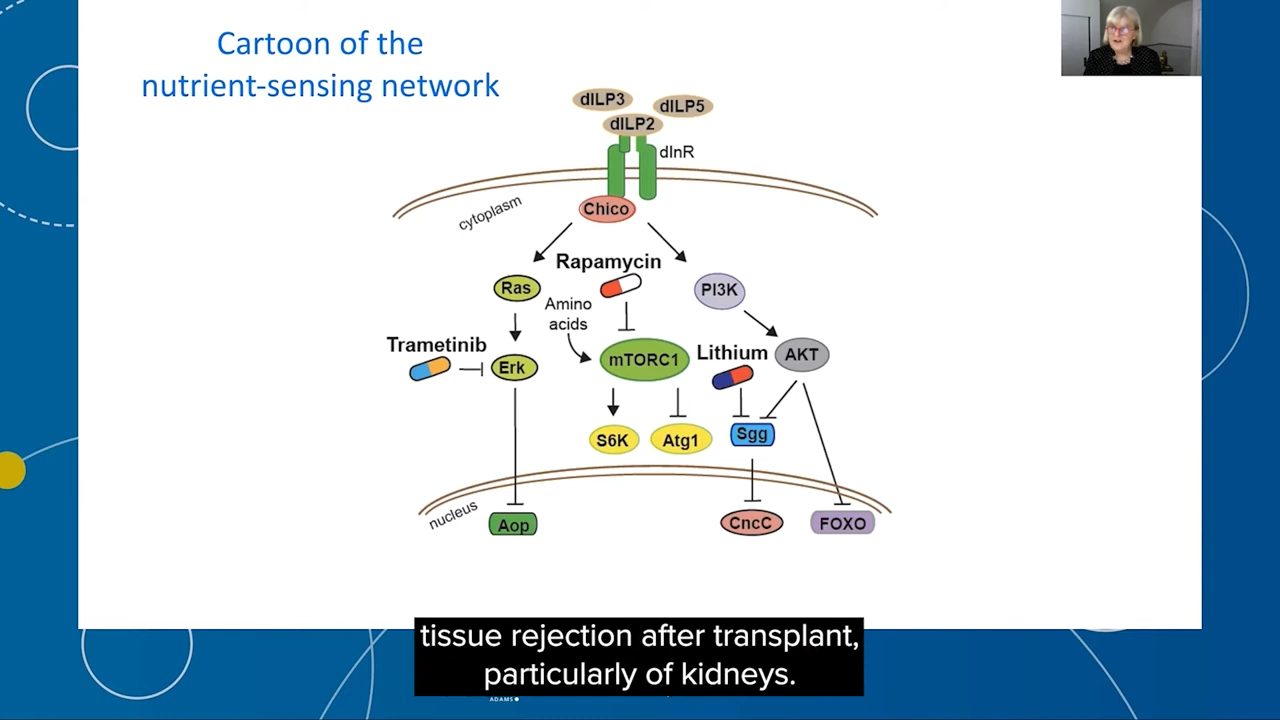 Cartoon of the
nutrient-sensing network
dILP3
dILP5
dILP2
dInR
cytoplasm
Chico
Rapamycin
Ras
PI3K
Amino
acids
Trametinib
Erk
mTORC1
Lithium
AKT
S6K
Atg1
Sgg
nucleus
Aop
CncC
FOXO
tissue rejection after transplant,
particularly of kidneys.
ADAMS